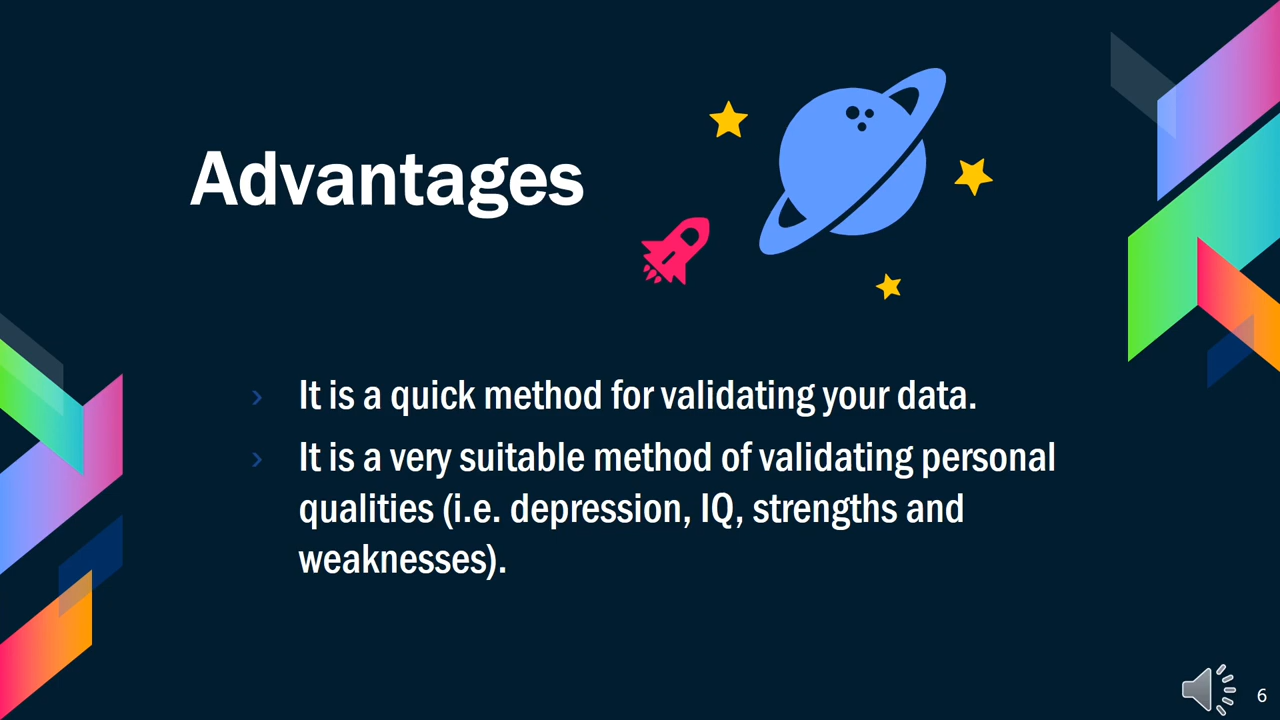 Advantages
› It is a quick method for validating your data.
› It is a very suitable method of validating personal
qualities (i.e. depression, IQ, strengths and
weaknesses).
6